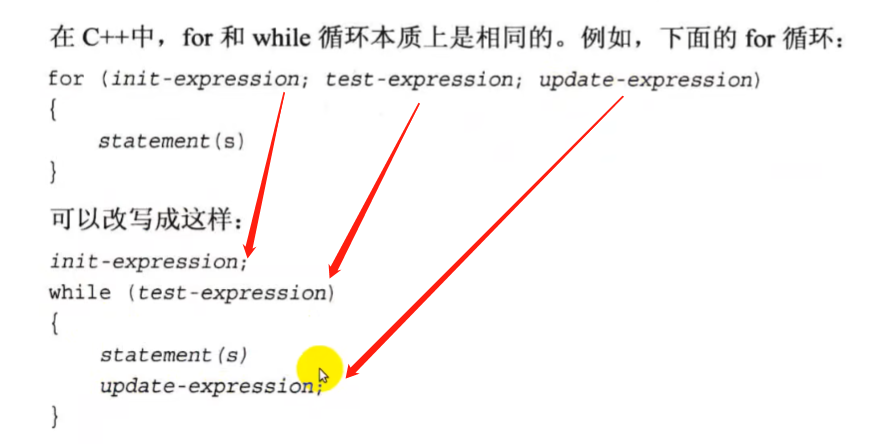 在 C++中，for 和 while 循环本质上是相同的。例如，下面的 for 循环：
for (init-expression; test-expression; update-expression)
{
statement(s)
}
可以改写成这样：
init-expression;
while (test-expression)
{
statement(s)
update-expression;
}